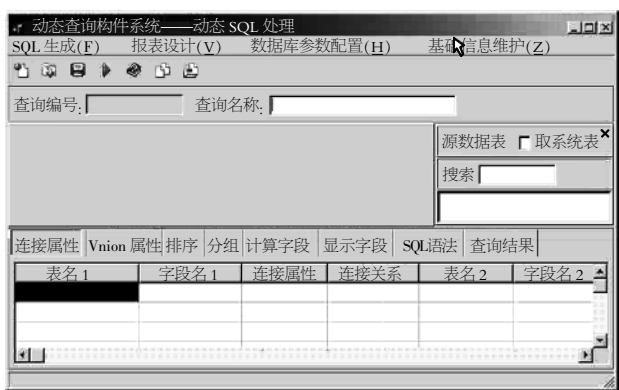 动态查询构件系统——动态 SQL 处理
SQL 生成(F) 报表设计(V) 数据库参数配置(H) 基础信息维护(Z)
查询编号: 查询名称:
源数据表 取系统表
搜索
连接属性 Vnion 属性 排序 分组 计算字段 显示字段 SQL语法 查询结果
表名 1 字段名 1 连接属性 连接关系 表名 2 字段名 2